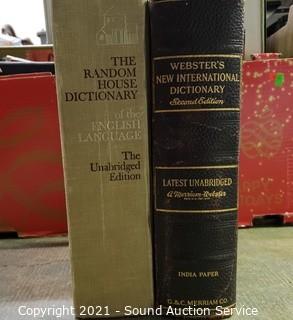 THE
RANDOM
HOUSE
DICTIONARY
of the
ENGLISH
LANGUAGE
The
Unabridged
Edition
WEBSTER'S
NEW INTERNATIONAL
DICTIONARY
Second Edition
LATEST UNABRIDGED
A Merriam-Webster
INDIA PAPER
G.&C. MERRIAM CO.
Copyright 2021 - Sound Auction Service